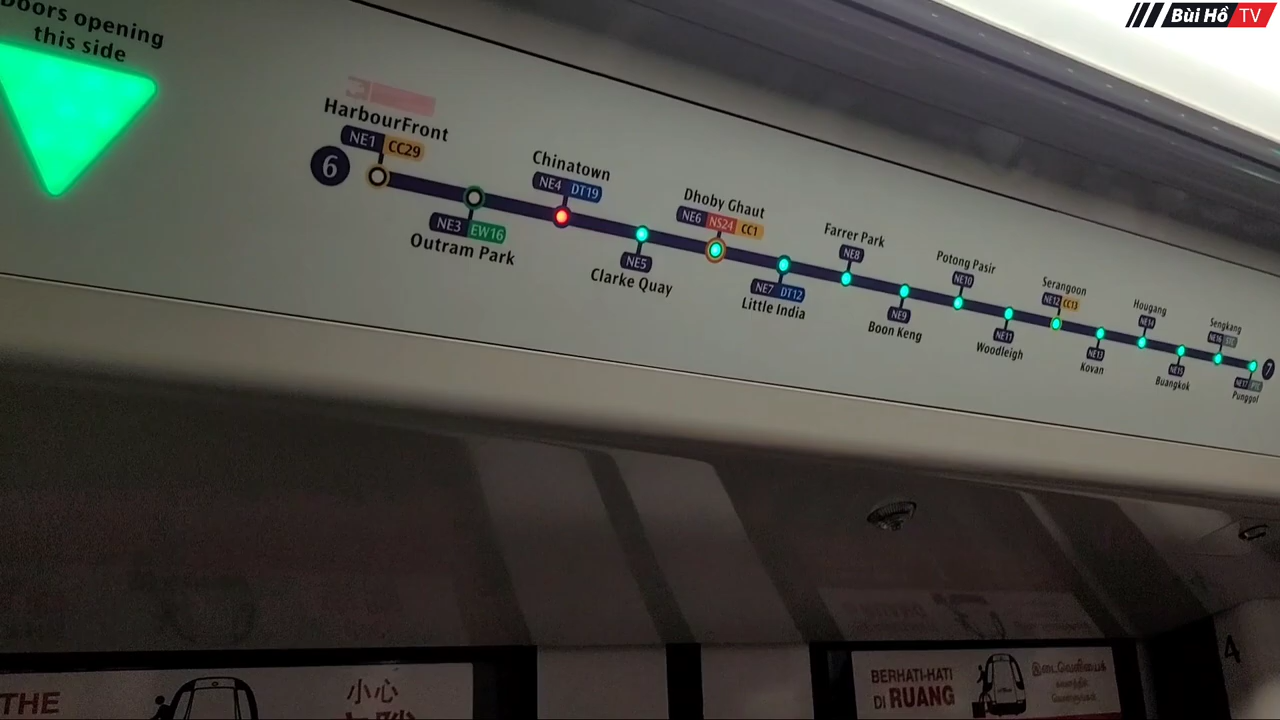 Bùi Hồ TV
Doors opening
this side
HarbourFront
NE1 CC29
6
Chinatown
NE4 DT19
Dhoby Ghaut
NE6 NS24 CC1
Farrer Park
NE8
Potong Pasir
NE10
Serangoon
NE12 CC13
Hougang
NE14
Sengkang
NE3 EW16
Outram Park
NE5
Clarke Quay
NE7 DT12
Little India
NE9
Boon Keng
NE11
Woodleigh
NE13
Kovan
NE15
Buangkok
7
NE17
Punggol
4
THE
小心
BERHATI-HATI
DI RUANG